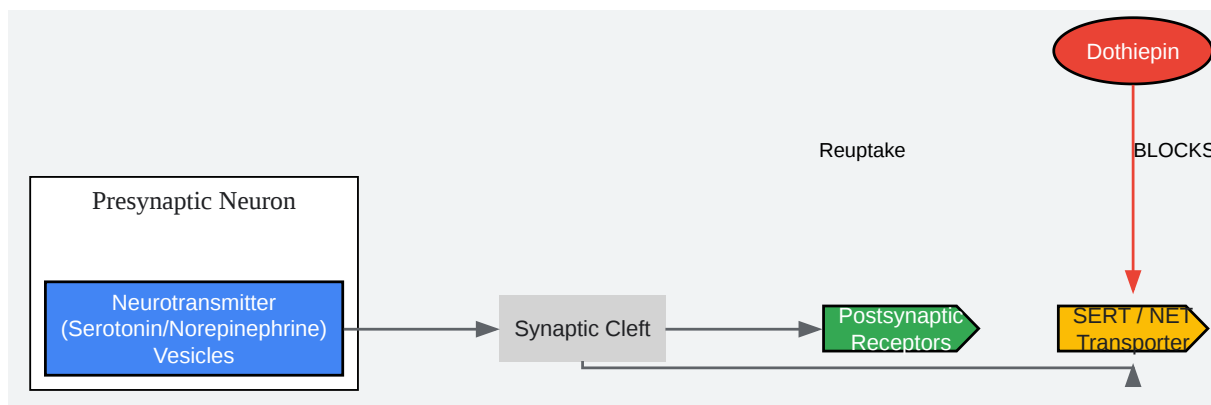 Dothiepin
Reuptake
BLOCKS
Presynaptic Neuron
Neurotransmitter
(Serotonin/Norepinephrine)
Vesicles
Synaptic Cleft
Postsynaptic
Receptors
SERT / NET
Transporter